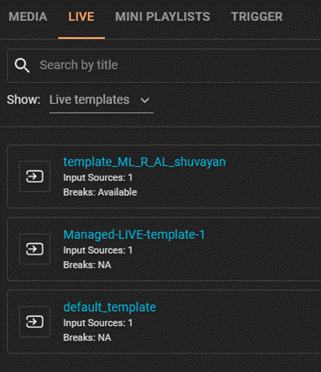 MEDIA LIVE MINI PLAYLISTS TRIGGER
Search by title
Show: Live templates
template_ML_R_AL_shuvayan
Input Sources: 1
Breaks: Available
Managed-LIVE-template-1
Input Sources: 1
Breaks: NA
default_template
Input Sources: 1
Breaks: NA